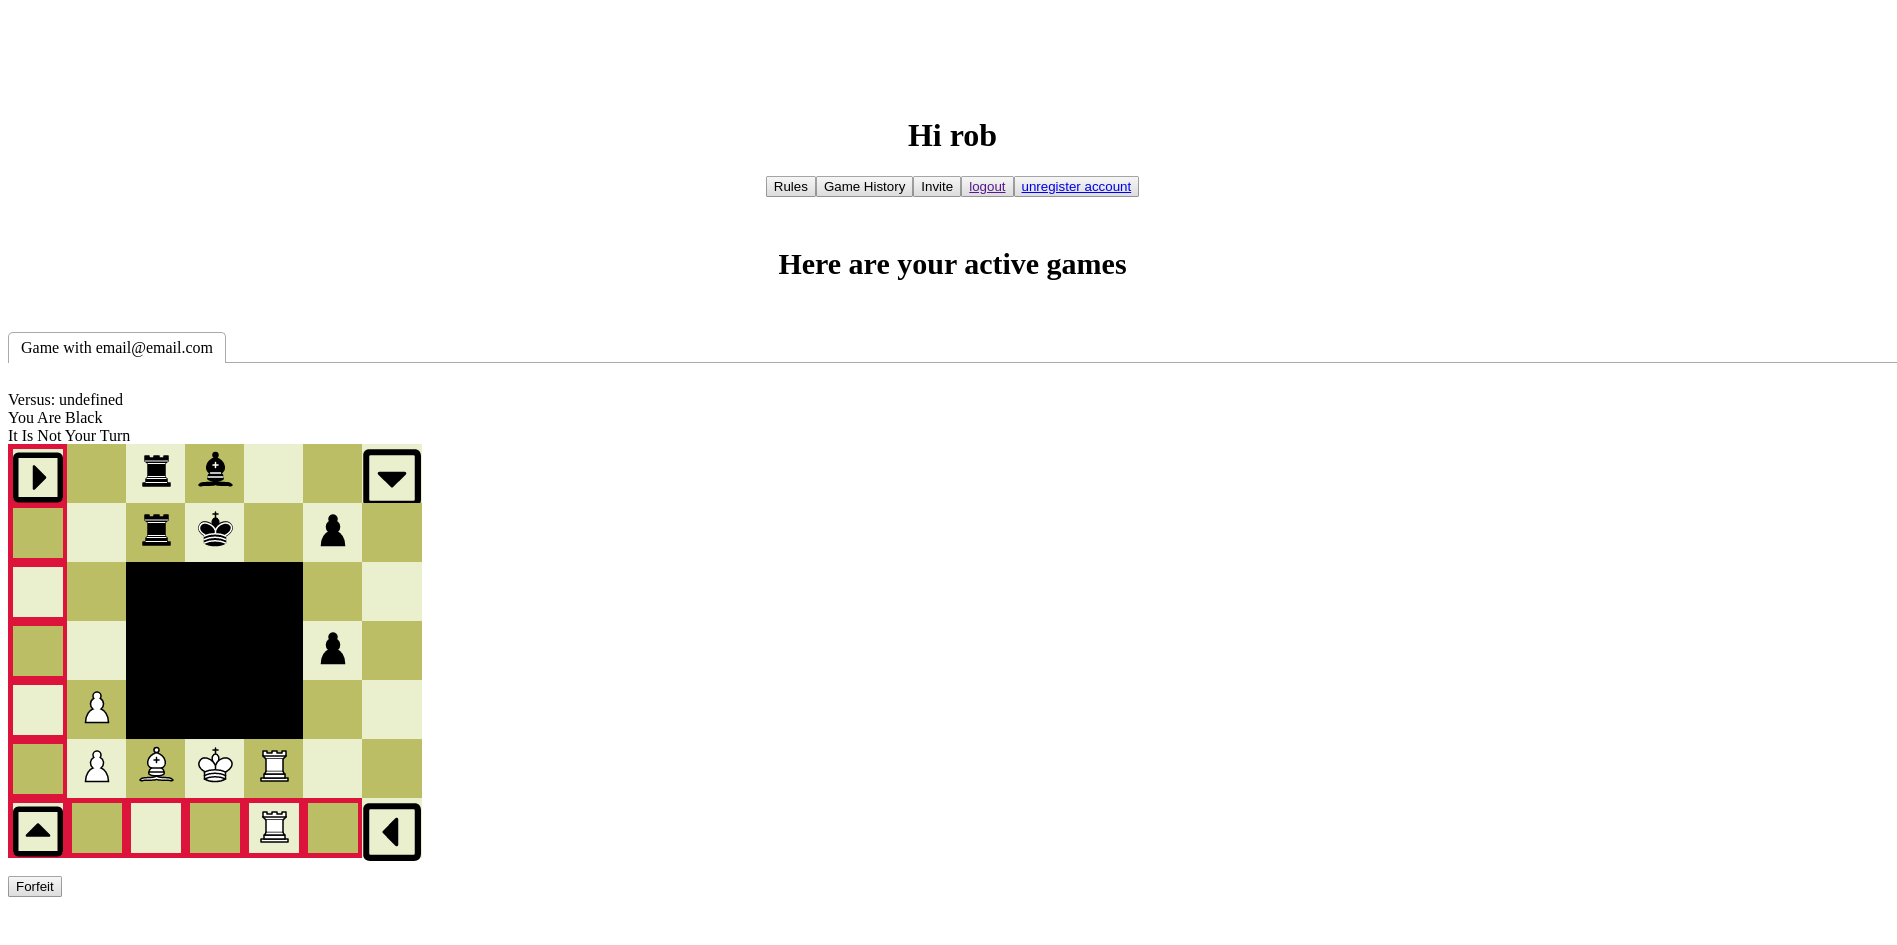 Hi rob
Rules Game History Invite logout unregister account
Here are your active games
Game with email@email.com
Versus: undefined
You Are Black
It Is Not Your Turn
Forfeit